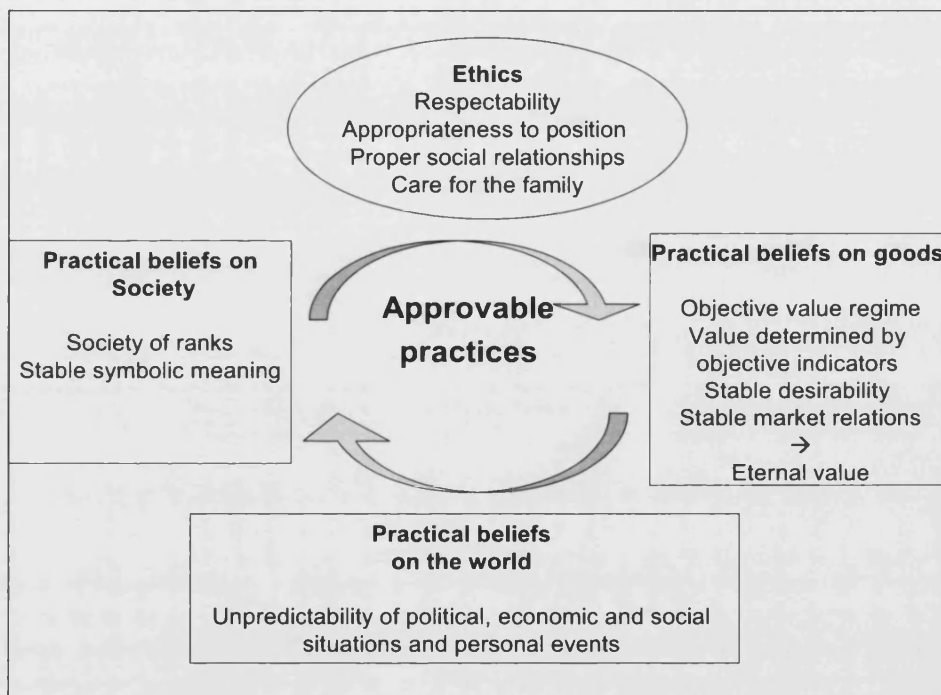 Ethics
Respectability
Appropriateness to position
Proper social relationships
Care for the family
Practical beliefs on
Society
Society of ranks
Stable symbolic meaning
Approvable
practices
Practical beliefs on goods
Objective value regime
Value determined by
objective indicators
Stable desirability
Stable market relations
→
Eternal value
Practical beliefs
on the world
Unpredictability of political, economic and social
situations and personal events